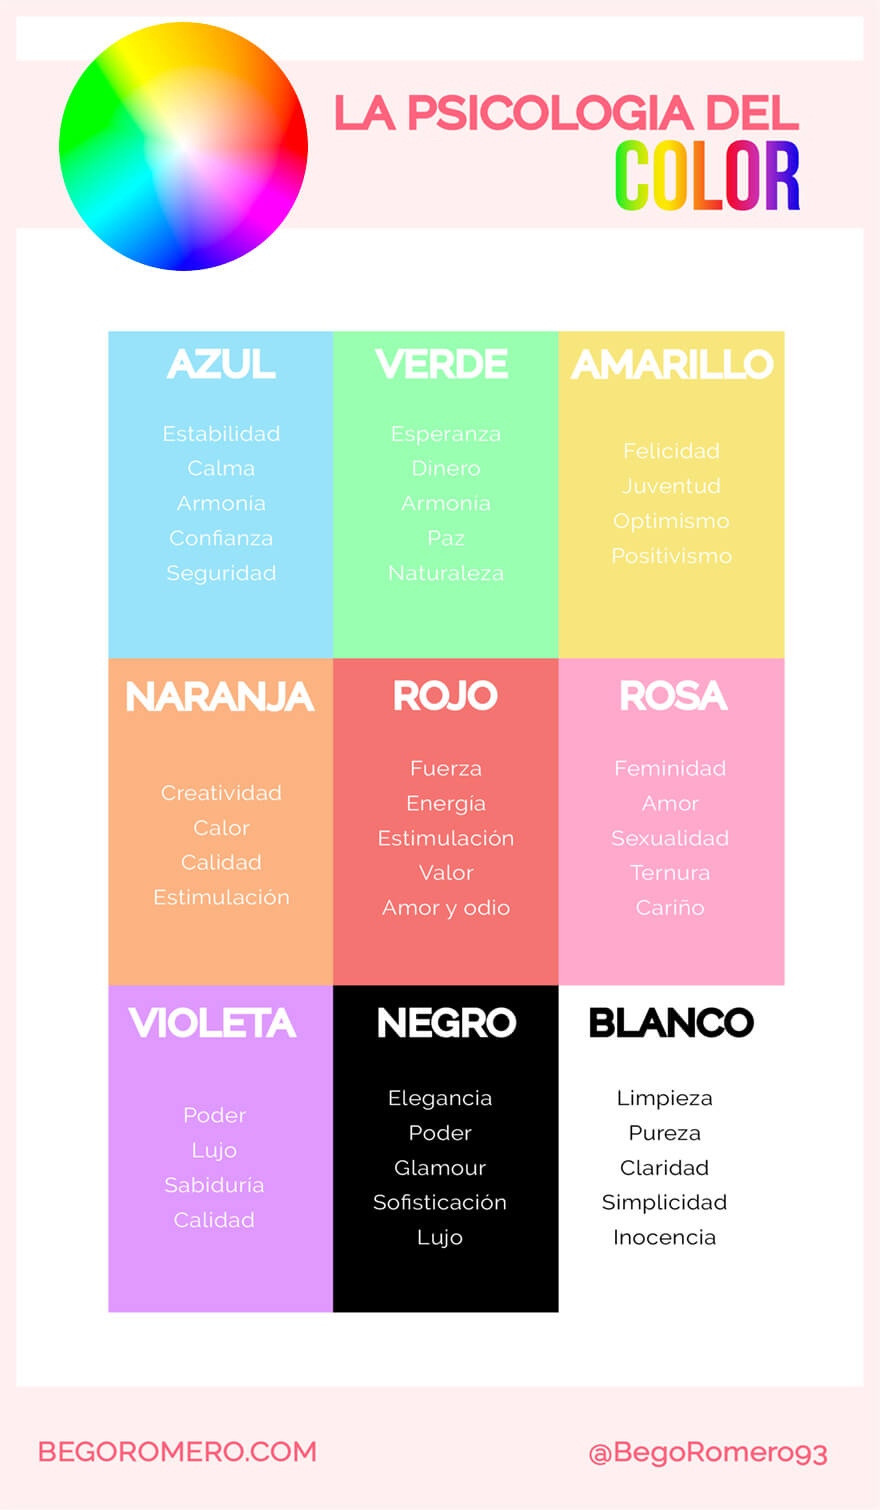 LA PSICOLOGIA DEL
COLOR
AZUL
Estabilidad
Calma
Armonia
Confianza
Seguridad
VERDE
Esperanza
Dinero
Armonia
Paz
Naturaleza
AMARILLO
Felicidad
Juventud
Optimismo
Positivismo
NARANJA
Creatividad
Calor
Calidad
Estimulación
ROJO
Fuerza
Energía
Estimulación
Valor
Amor y odio
ROSA
Feminidad
Amor
Sexualidad
Ternura
Cariño
VIOLETA
Poder
Lujo
Sabiduría
Calidad
NEGRO
Elegancia
Poder
Glamour
Sofisticación
Lujo
BLANCO
Limpieza
Pureza
Claridad
Simplicidad
Inocencia
BEGOROMERO.COM
@BegoRomero93